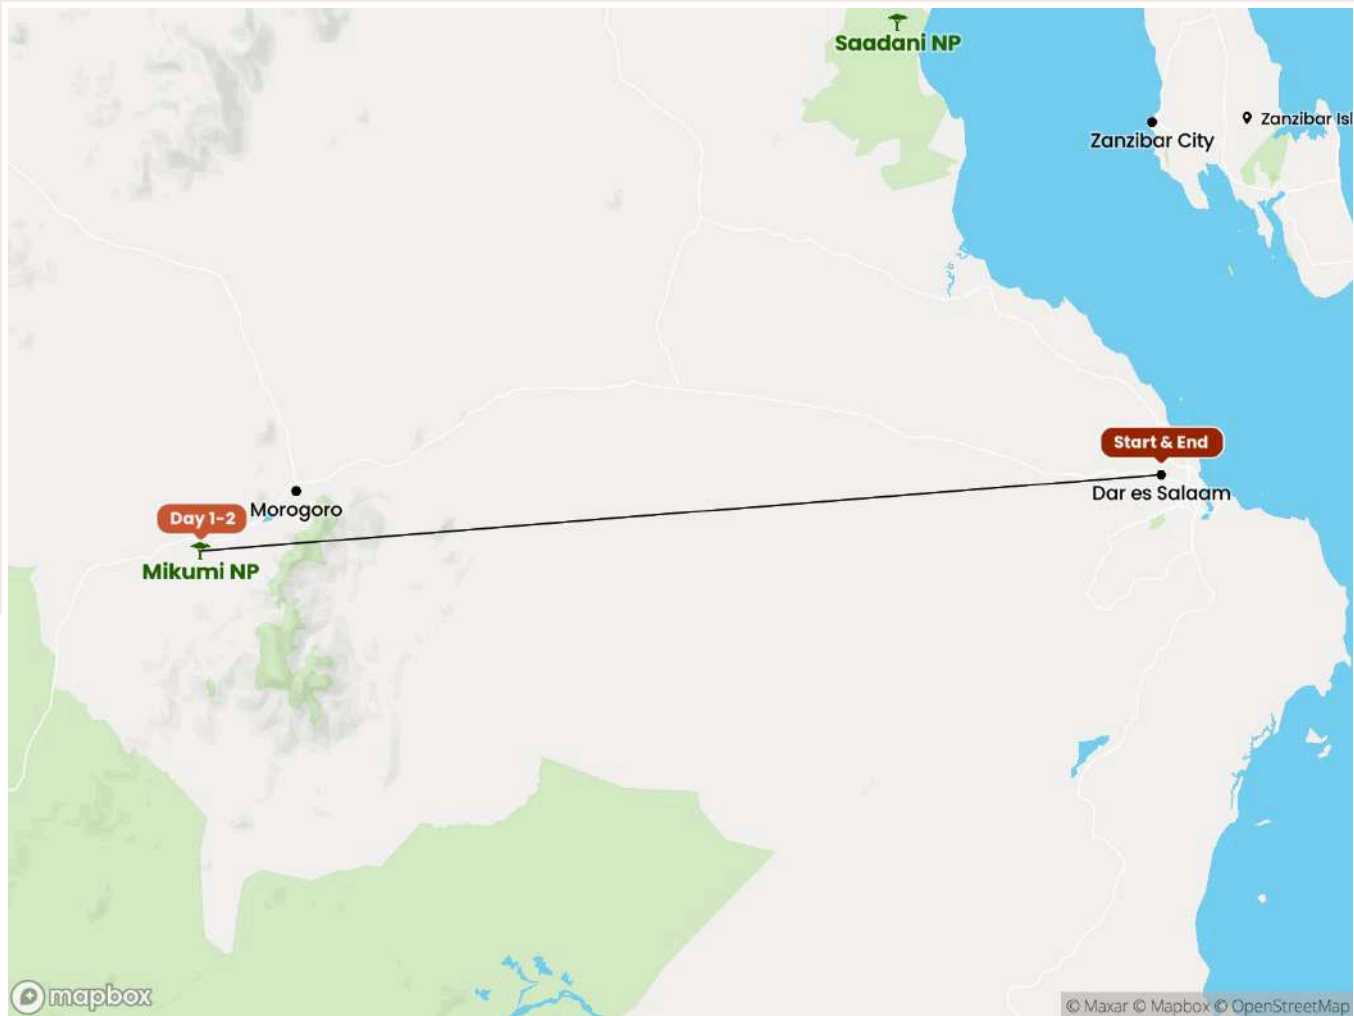 Saadani NP
Zanzibar City
Zanzibar Isl
Start & End
Dar es Salaam
Morogoro
Day 1-2
Mikumi NP
mapbox
© Maxar © Mapbox © OpenStreetMap